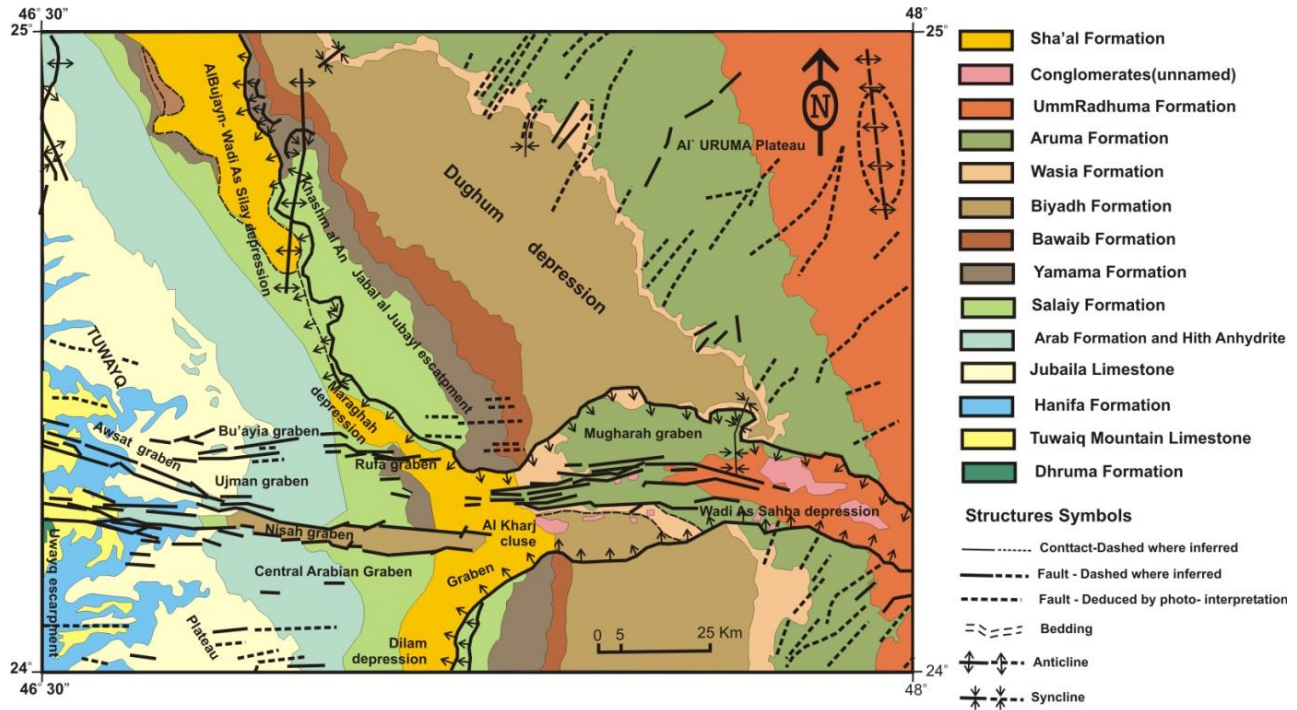 46° 30"
48°
25°
25°
AlBujayn- Wadi As Silay depression
Khashm al An Jabal al Jubayl escatpment
Dughum
depression
Al` URUMA Plateau
N
TUWAYQ
Maraghah
depression
Bu'ayia graben
Awsat graben
Rufa graben
Mugharah graben
Ujman graben
Wadi As Sahba depression
Nisah graben
Al Kharj
cluse
Uwayq escarpment
Central Arabian Graben
Graben
Plateau
Dilam
depression
0 5 25 Km
24°
24°
46° 30"
48°
Sha'al Formation
Conglomerates(unnamed)
UmmRadhuma Formation
Aruma Formation
Wasia Formation
Biyadh Formation
Bawaib Formation
Yamama Formation
Salaiy Formation
Arab Formation and Hith Anhydrite
Jubaila Limestone
Hanifa Formation
Tuwaiq Mountain Limestone
Dhruma Formation
Structures Symbols
Conttact-Dashed where inferred
Fault - Dashed where inferred
Fault - Deduced by photo- interpretation
Bedding
Anticline
Syncline